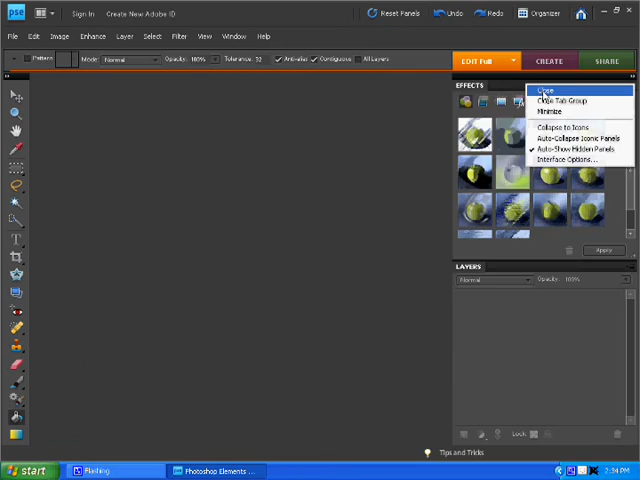 pse Sign In Create New Adobe ID Reset Panels Undo Redo Organizer
File Edit Image Enhance Layer Select Filter View Window Help
Pattern Mode: Normal Opacity: 100% Tolerance: 32 Anti-alias Contiguous All Layers EDIT Full CREATE SHARE
EFFECTS
Close
Close Tab Group
Minimize
Collapse to Icons
Auto-Collapse Iconic Panels
Auto-Show Hidden Panels
Interface Options...
Apply
LAYERS
Normal Opacity: 100%
Lock:
Tips and Tricks
start Flashing Photoshop Elements ... 2:34 PM